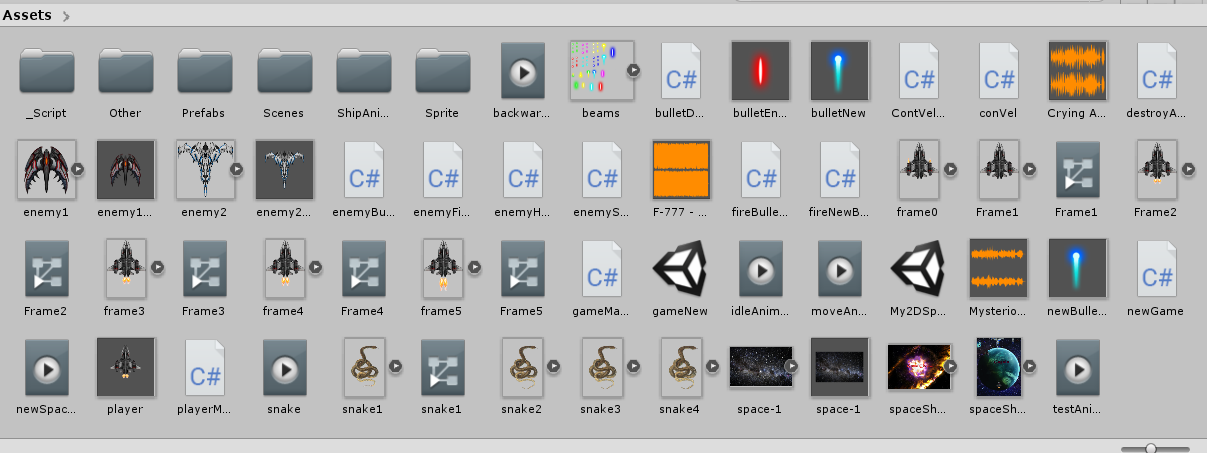 Assets
_Script Other Prefabs Scenes ShipAni... Sprite backwar... beams bulletD... bulletEn... bulletNew ContVel... conVel Crying A... destroyA...
C# C# C# C#
enemy1 enemy1... enemy2 enemy2... enemyBu... enemyFi... enemyH... enemyS... F-777 - ... fireBulle... fireNewB... frame0 Frame1 Frame1 Frame2
C# C# C# C# C# C#
Frame2 frame3 Frame3 frame4 Frame4 frame5 Frame5 gameMa... gameNew idleAnim... moveAn... My2DSp... Mysterio... newBulle... newGame
C# C#
newSpac... player playerM... snake snake1 snake1 snake2 snake3 snake4 space-1 space-1 spaceSh... spaceSh... testAni...
C#